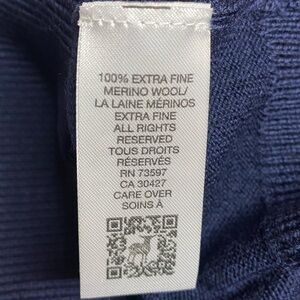 100% EXTRA FINE
MERINO WOOL/
LA LAINE MÉRINOS
EXTRA FINE
ALL RIGHTS
RESERVED
TOUS DROITS
RÉSERVÉS
RN 73597
CA 30427
CARE OVER
SOINS À